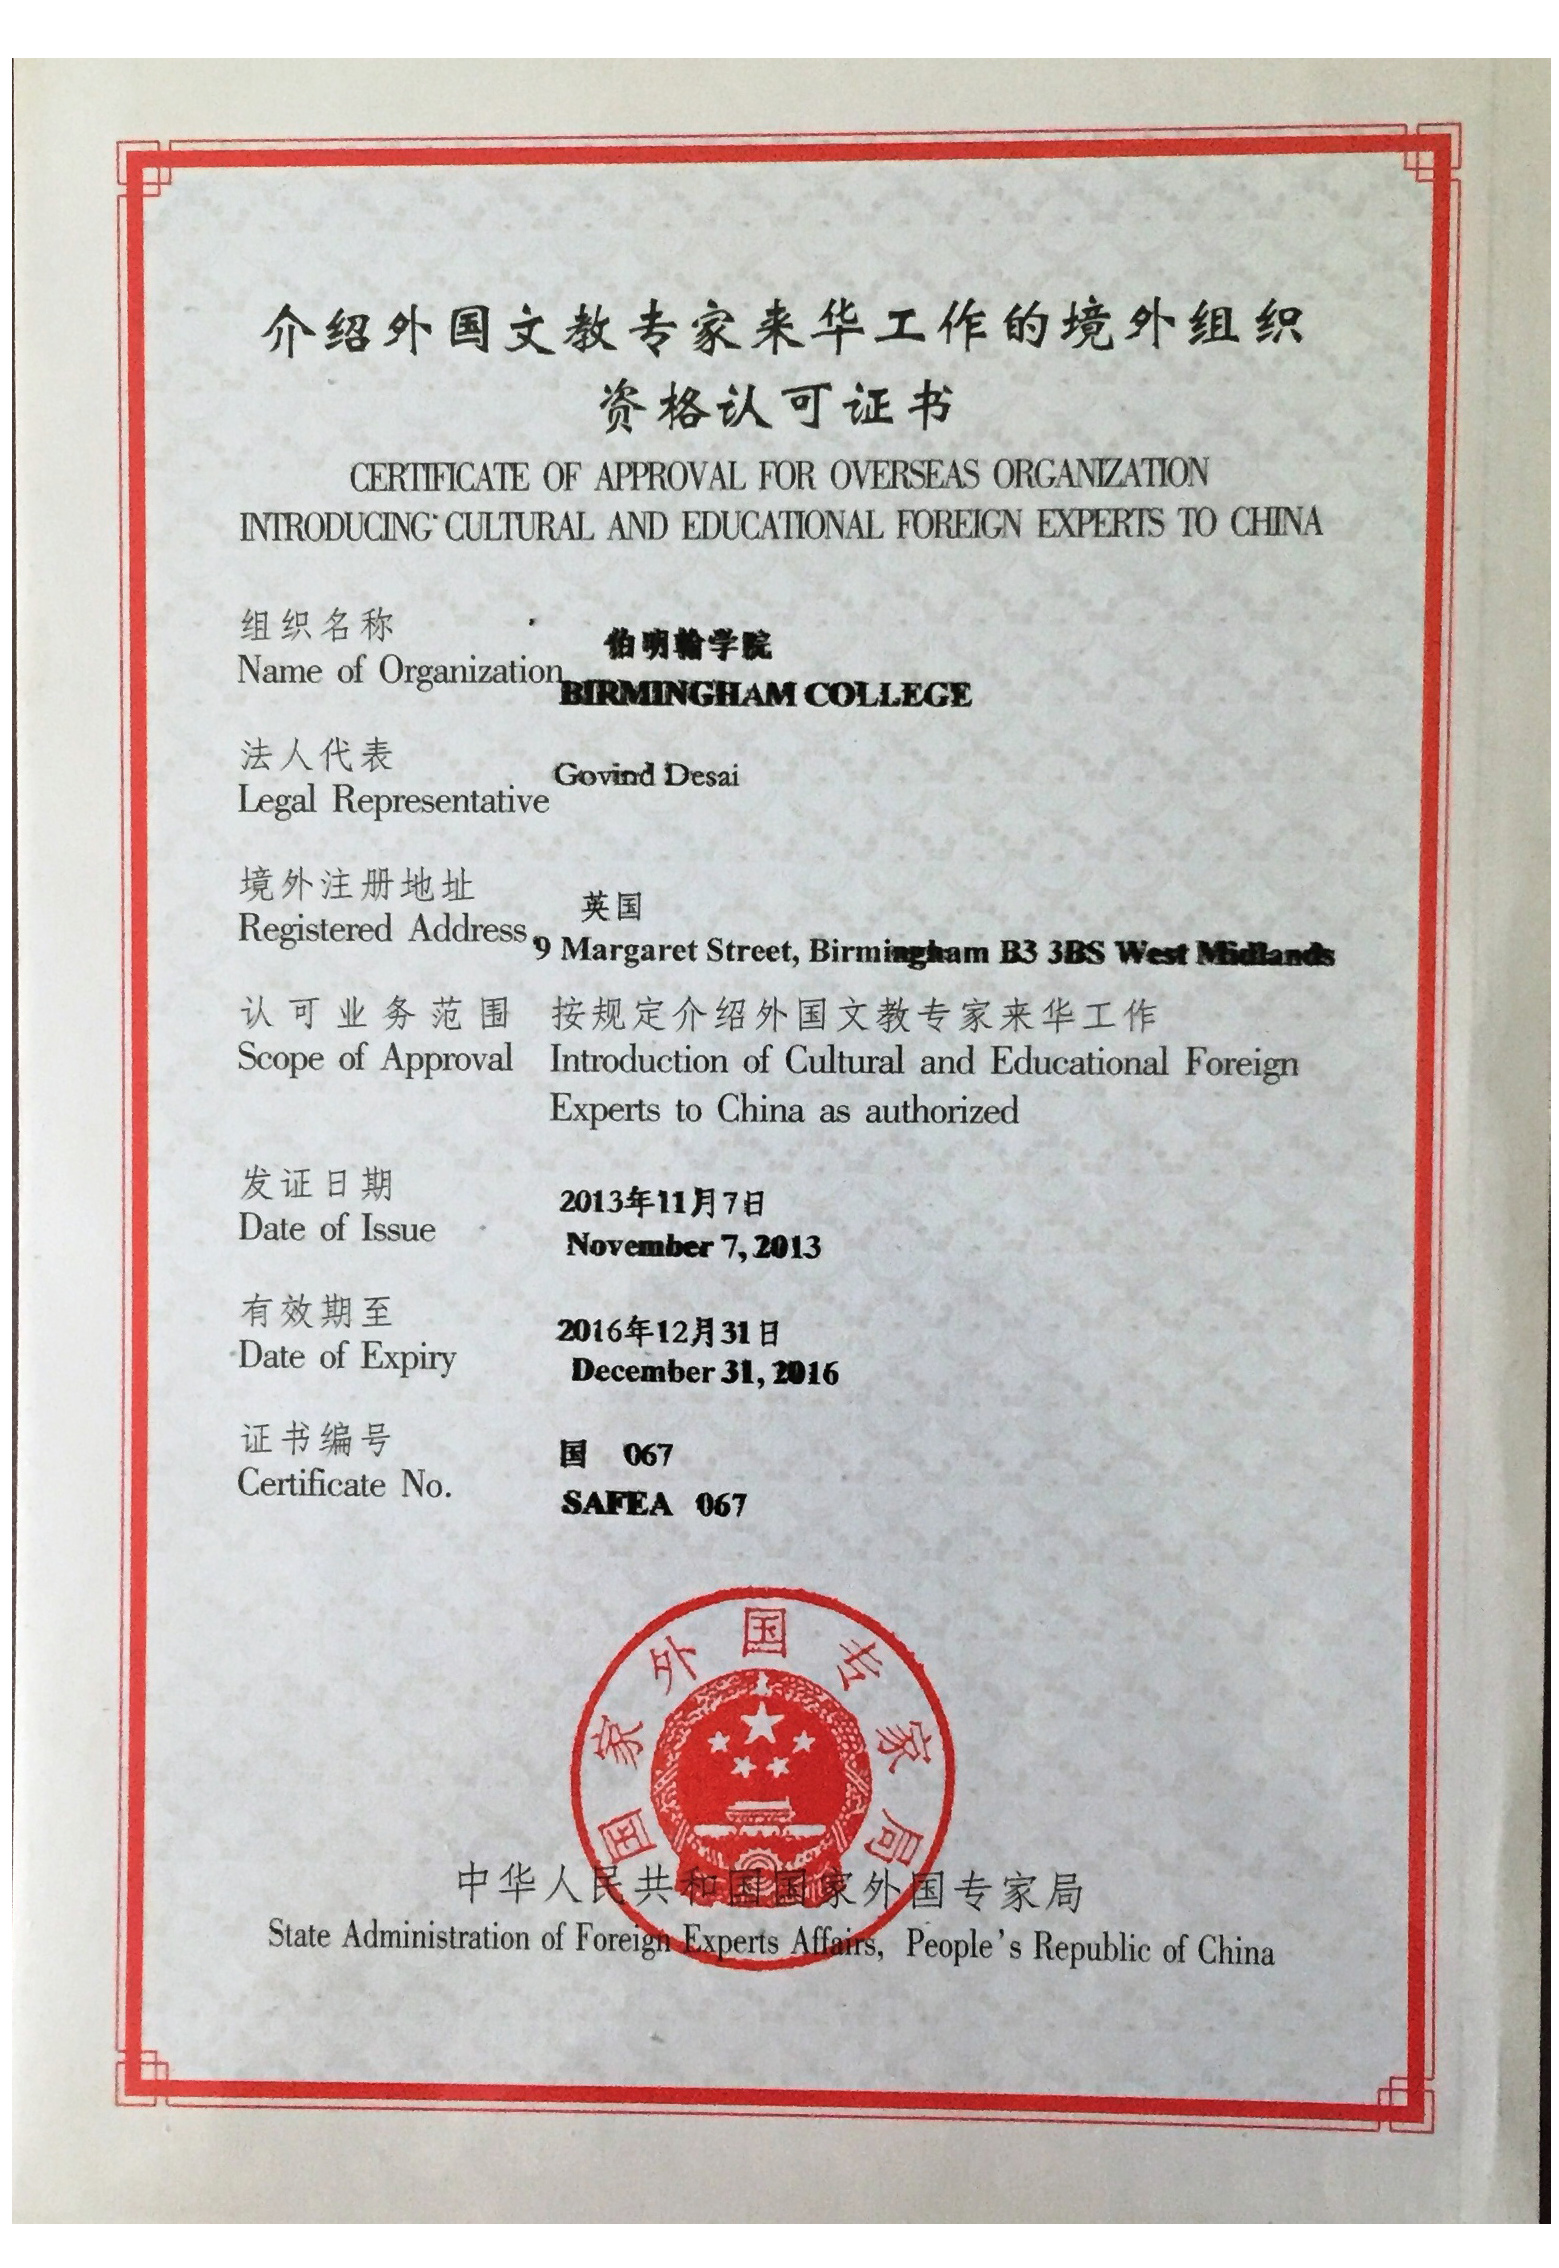 介绍外国文教专家来华工作的境外组织
资格认可证书
CERTIFICATE OF APPROVAL FOR OVERSEAS ORGANIZATION
INTRODUCING CULTURAL AND EDUCATIONAL FOREIGN EXPERTS TO CHINA
组织名称
伯明翰学院
Name of Organization
BIRMINGHAM COLLEGE
法人代表
Govind Desai
Legal Representative
境外注册地址
英国
Registered Address
9 Margaret Street, Birmingham B3 3BS West Midlands
认可业务范围 按规定介绍外国文教专家来华工作
Scope of Approval Introduction of Cultural and Educational Foreign
Experts to China as authorized
发证日期
2013年11月7日
Date of Issue
November 7, 2013
有效期至
2016年12月31日
Date of Expiry
December 31, 2016
证书编号
国 067
Certificate No.
SAFEA 067
国家外国专家局
中华人民共和国国家外国专家局
State Administration of Foreign Experts Affairs, People's Republic of China